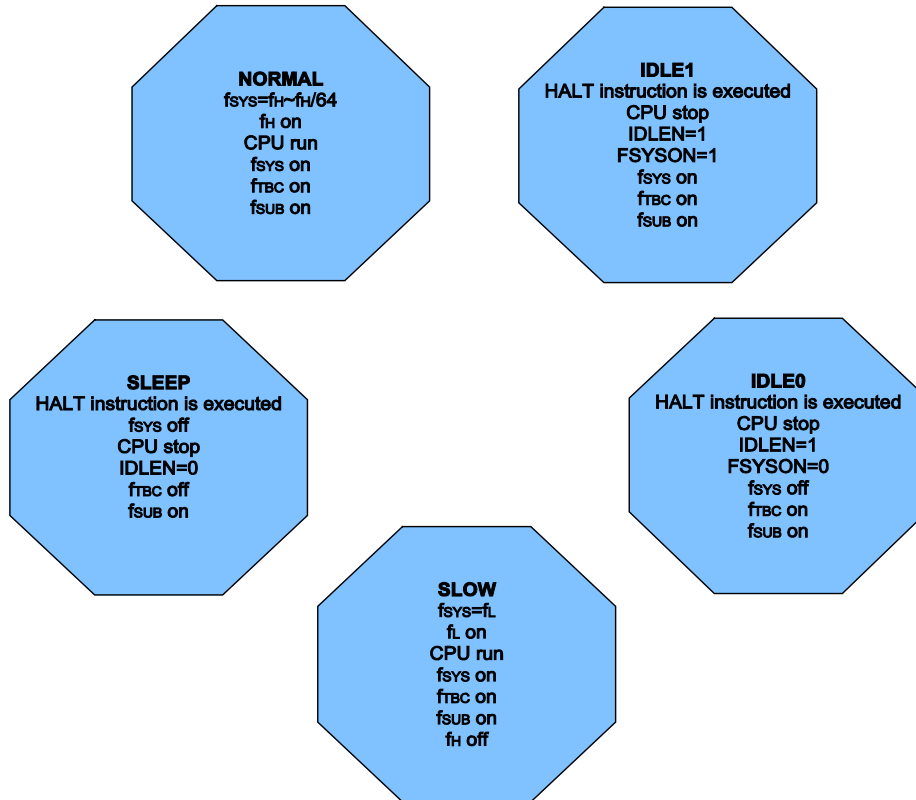 NORMAL
fSYS=fH~fH/64
fH on
CPU run
fSYS on
fTBC on
fSUB on
IDLE1
HALT instruction is executed
CPU stop
IDLEN=1
FSYSON=1
fSYS on
fTBC on
fSUB on
SLEEP
HALT instruction is executed
fSYS off
CPU stop
IDLEN=0
fTBC off
fSUB on
IDLE0
HALT instruction is executed
CPU stop
IDLEN=1
FSYSON=0
fSYS off
fTBC on
fSUB on
SLOW
fSYS=fL
fL on
CPU run
fSYS on
fTBC on
fSUB on
fH off